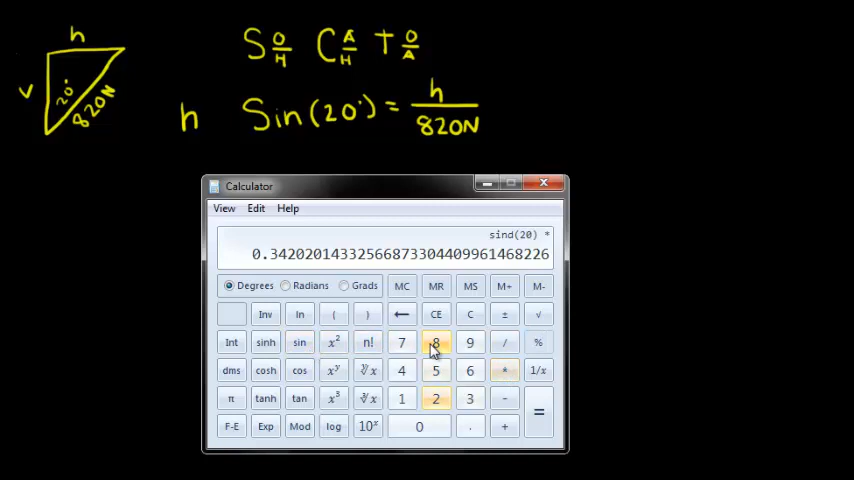 h
S O/H C A/H T O/A
v
20°
820N
h Sin(20°) = h/820N
Calculator
View Edit Help
sind(20) *
0.34202014332566873304409961468226
Degrees Radians Grads MC MR MS M+ M-
Inv ln ( ) ← CE C ± √
Int sinh sin x² n! 7 8 9 / %
dms cosh cos xʸ ʸ√x 4 5 6 * 1/x
π tanh tan x³ ³√x 1 2 3 - =
F-E Exp Mod log 10ˣ 0 . +